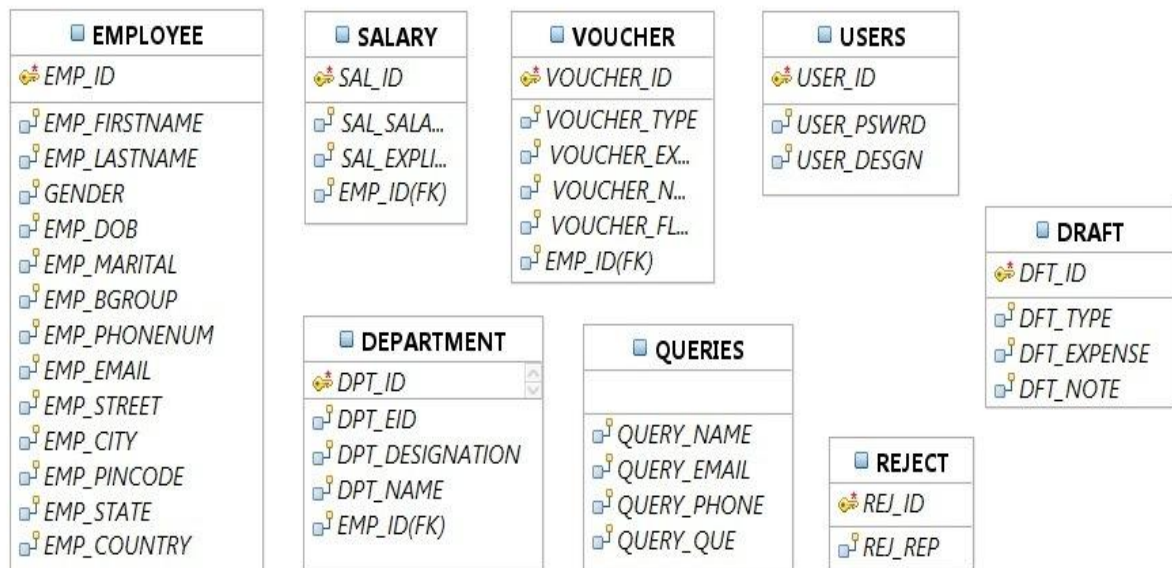 EMPLOYEE
EMP_ID
EMP_FIRSTNAME
EMP_LASTNAME
GENDER
EMP_DOB
EMP_MARITAL
EMP_BGROUP
EMP_PHONENUM
EMP_EMAIL
EMP_STREET
EMP_CITY
EMP_PINCODE
EMP_STATE
EMP_COUNTRY
SALARY
SAL_ID
SAL_SALA...
SAL_EXPLI...
EMP_ID(FK)
VOUCHER
VOUCHER_ID
VOUCHER_TYPE
VOUCHER_EX...
VOUCHER_N...
VOUCHER_FL...
EMP_ID(FK)
USERS
USER_ID
USER_PSWRD
USER_DESGN
DRAFT
DFT_ID
DFT_TYPE
DFT_EXPENSE
DFT_NOTE
DEPARTMENT
DPT_ID
DPT_EID
DPT_DESIGNATION
DPT_NAME
EMP_ID(FK)
QUERIES
QUERY_NAME
QUERY_EMAIL
QUERY_PHONE
QUERY_QUE
REJECT
REJ_ID
REJ_REP